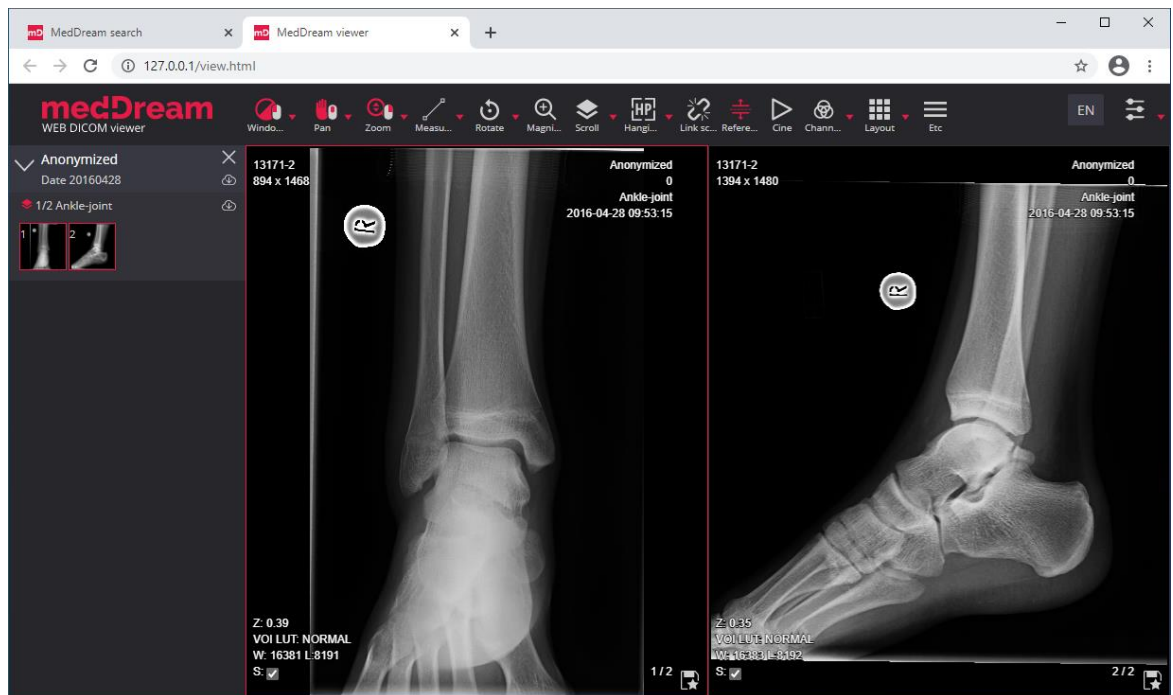 MedDream search
MedDream viewer
127.0.0.1/view.html
medDream
WEB DICOM viewer
Windo...
Pan
Zoom
Measu...
Rotate
Magni...
Scroll
HP
Hangi...
Link sc...
Refere...
Cine
Chann...
Layout
Etc
EN
Anonymized
Date 20160428
1/2 Ankle-joint
1
2
13171-2
894 x 1468
Anonymized
0
Ankle-joint
2016-04-28 09:53:15
R
Z: 0.39
VOI LUT: NORMAL
W: 16381 L:8191
S:
1 / 2
13171-2
1394 x 1480
Anonymized
0
Ankle-joint
2016-04-28 09:53:15
R
Z: 0.35
VOI LUT: NORMAL
W: 16383 L:8192
S:
2 / 2